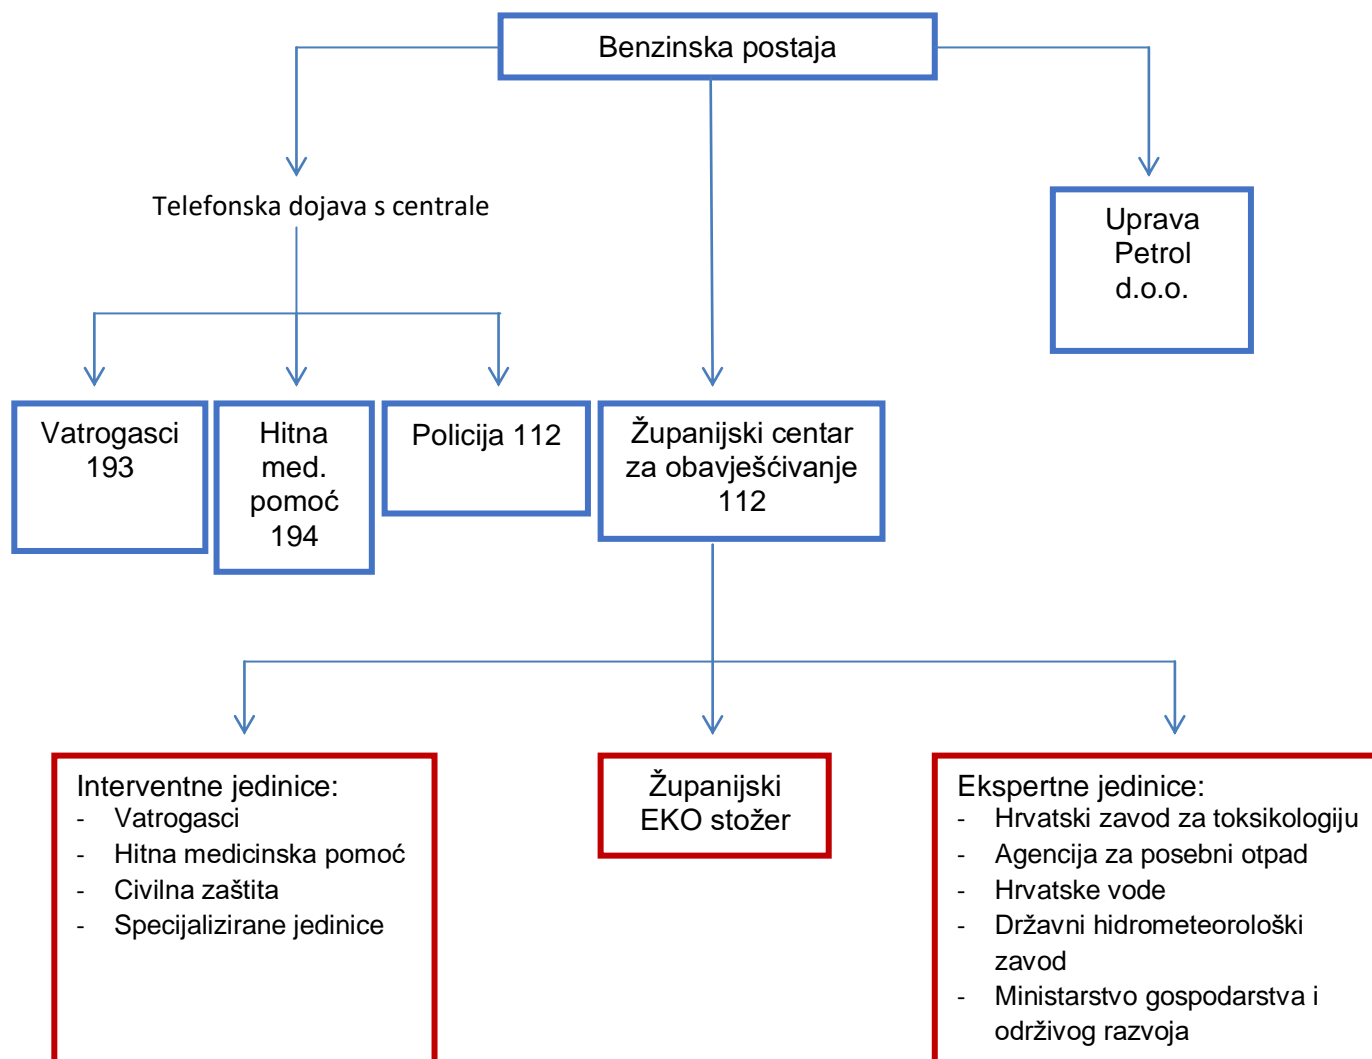 Benzinska postaja
Telefonska dojava s centrale
Uprava
Petrol
d.o.o.
Vatrogasci
193
Hitna
med.
pomoć
194
Policija 112
Županijski centar
za obavješćivanje
112
Interventne jedinice:
- Vatrogasci
- Hitna medicinska pomoć
- Civilna zaštita
- Specijalizirane jedinice
Županijski
EKO stožer
Ekspertne jedinice:
- Hrvatski zavod za toksikologiju
- Agencija za posebni otpad
- Hrvatske vode
- Državni hidrometeorološki
zavod
- Ministarstvo gospodarstva i
održivog razvoja